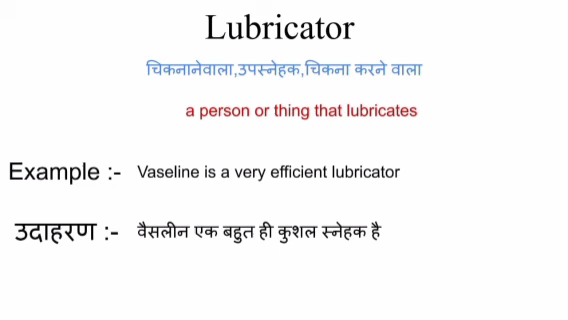 Lubricator
चिकनानेवाला,उपस्नेहक,चिकना करने वाला
a person or thing that lubricates
Example :- Vaseline is a very efficient lubricator
उदाहरण :- वैसलीन एक बहुत ही कुशल स्नेहक है